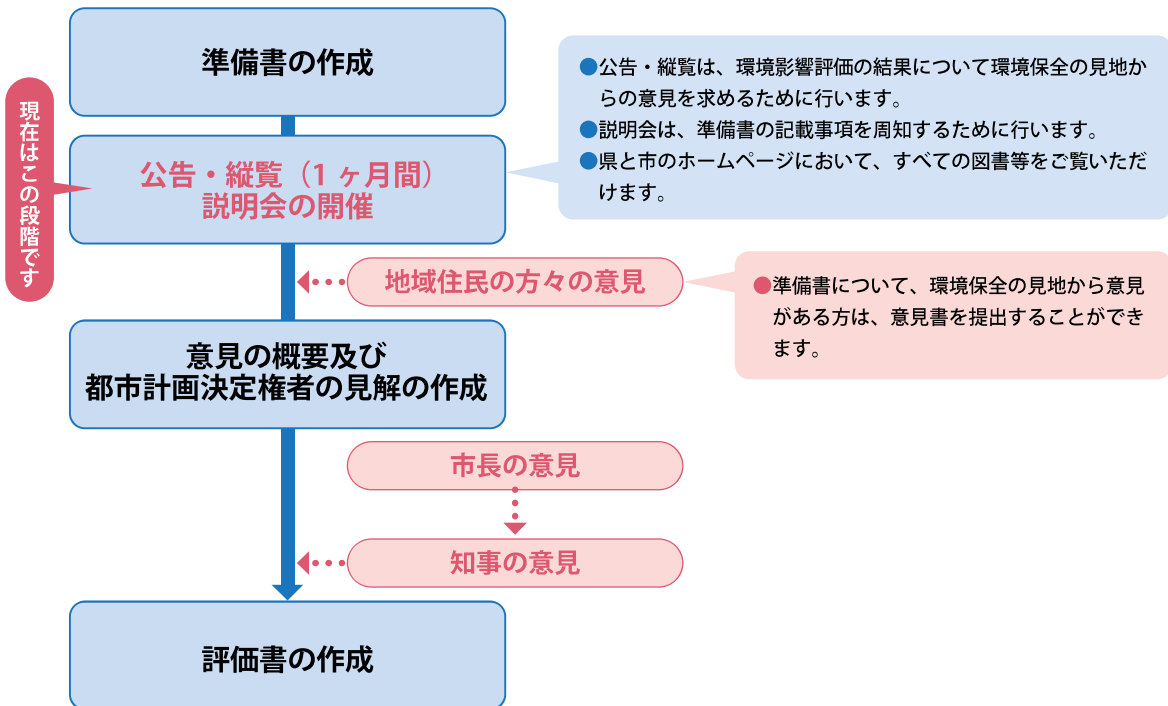 準備書の作成
現在はこの段階です
公告・縦覧（1 ヶ月間）
説明会の開催
●公告・縦覧は、環境影響評価の結果について環境保全の見地か
らの意見を求めるために行います。
●説明会は、準備書の記載事項を周知するために行います。
●県と市のホームページにおいて、すべての図書等をご覧いただ
けます。
地域住民の方々の意見
●準備書について、環境保全の見地から意見
がある方は、意見書を提出することができ
ます。
意見の概要及び
都市計画決定権者の見解の作成
市長の意見
知事の意見
評価書の作成